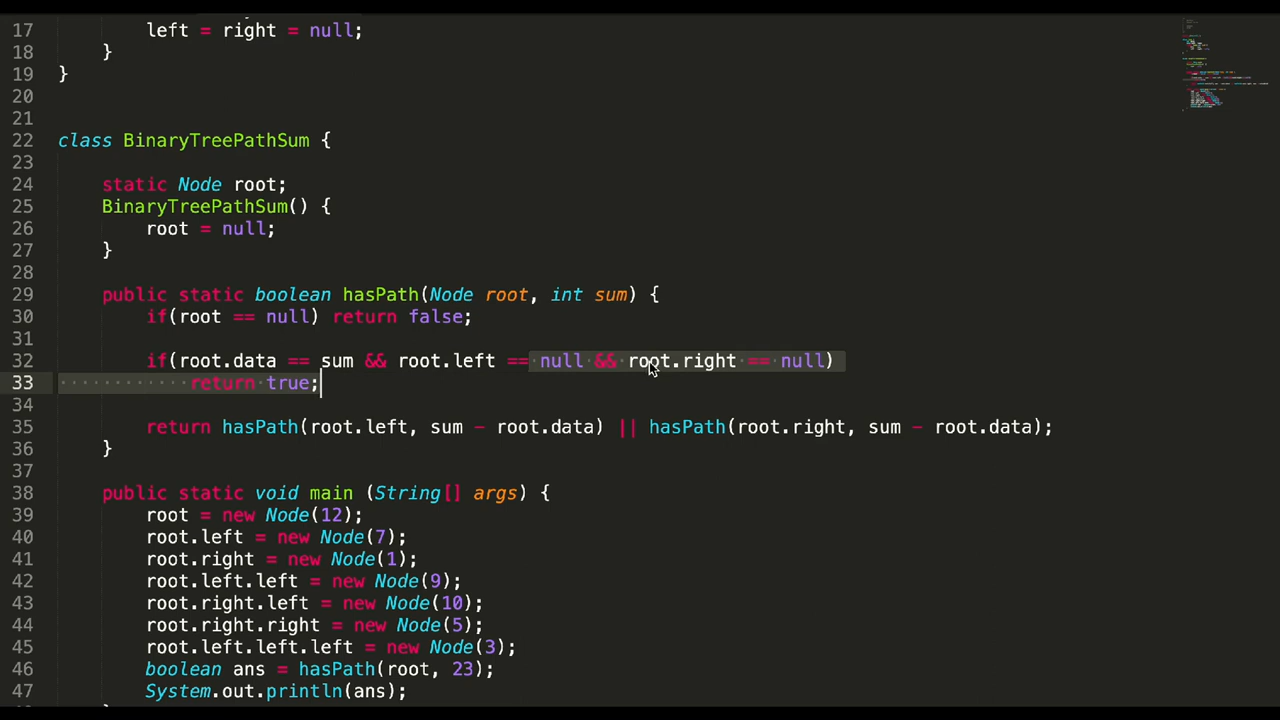 17 left = right = null;
18 }
19 }
20
21
22 class BinaryTreePathSum {
23
24 static Node root;
25 BinaryTreePathSum() {
26 root = null;
27 }
28
29 public static boolean hasPath(Node root, int sum) {
30 if(root == null) return false;
31
32 if(root.data == sum && root.left == null && root.right == null)
33 return true;
34
35 return hasPath(root.left, sum - root.data) || hasPath(root.right, sum - root.data);
36 }
37
38 public static void main (String[] args) {
39 root = new Node(12);
40 root.left = new Node(7);
41 root.right = new Node(1);
42 root.left.left = new Node(9);
43 root.right.left = new Node(10);
44 root.right.right = new Node(5);
45 root.left.left.left = new Node(3);
46 boolean ans = hasPath(root, 23);
47 System.out.println(ans);